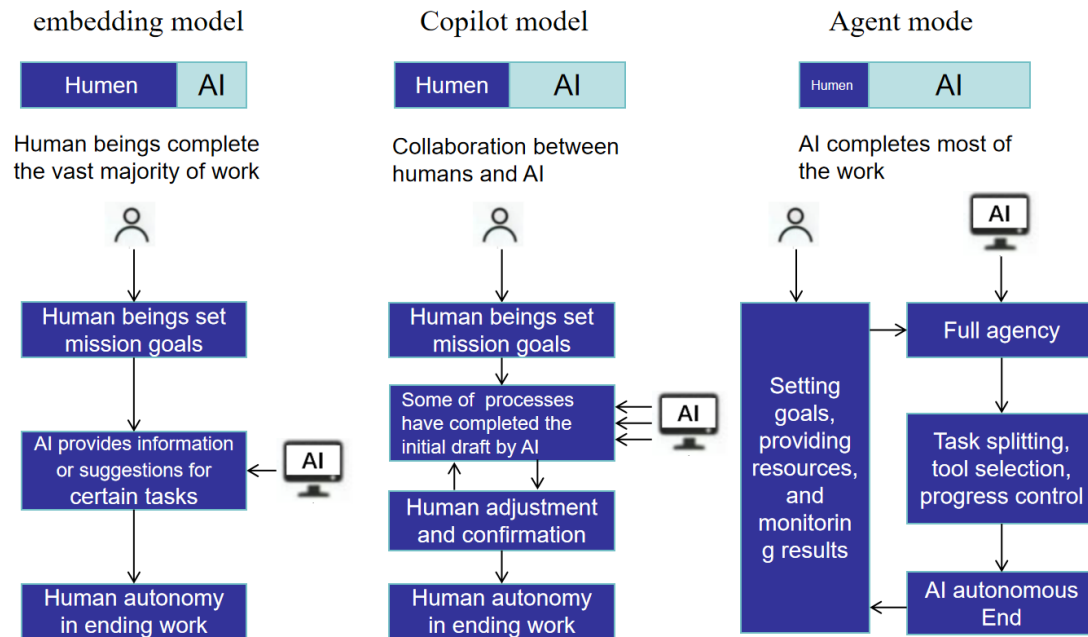 embedding model
Humen
AI
Human beings complete
the vast majority of work
Human beings set
mission goals
AI provides information
or suggestions for
certain tasks
AI
Human autonomy
in ending work
Copilot model
Humen
AI
Collaboration between
humans and AI
Human beings set
mission goals
Some of processes
have completed the
initial draft by AI
AI
Human adjustment
and confirmation
Human autonomy
in ending work
Agent mode
Humen
AI
AI completes most of
the work
AI
Setting
goals,
providing
resources,
and
monitorin
g results
Full agency
Task splitting,
tool selection,
progress control
AI autonomous
End